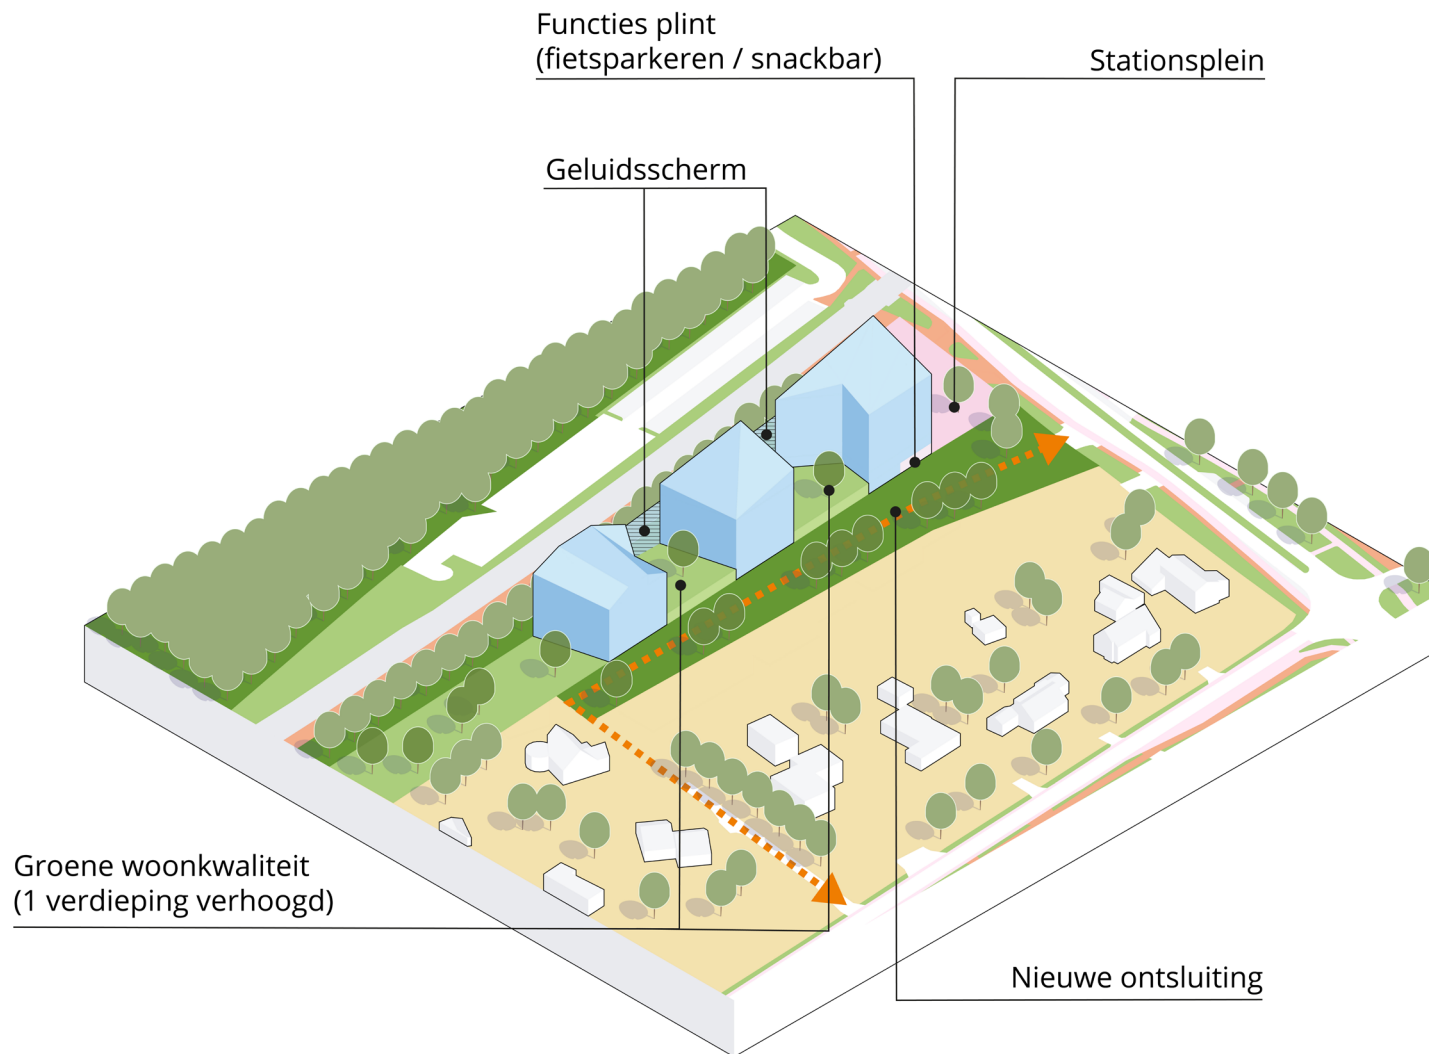 Functies plint
(fietsparkeren / snackbar)
Stationsplein
Geluidsscherm
Groene woonkwaliteit
(1 verdieping verhoogd)
Nieuwe ontsluiting